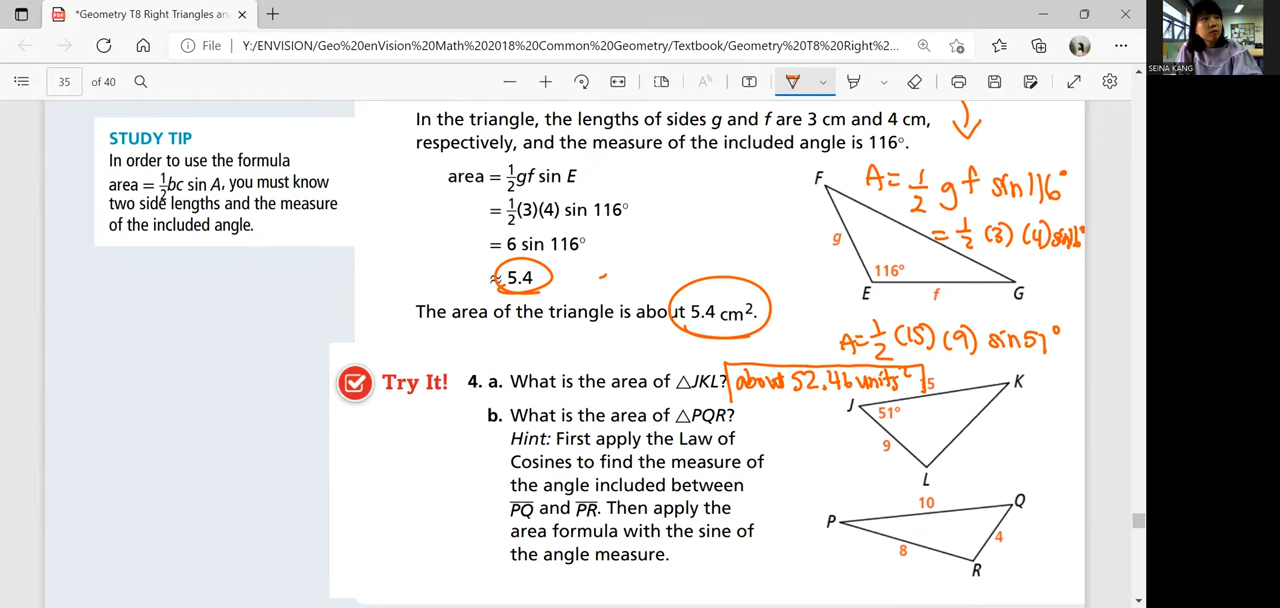 *Geometry T8 Right Triangles an
File
Y:/ENVISION/Geo%20enVision%20Math%202018%20Common%20Geometry/Textbook/Geometry%20T8%20Right%2...
SEINA KANG
35 of 40
STUDY TIP
In order to use the formula
area = 1/2 bc sin A, you must know
two side lengths and the measure
of the included angle.
In the triangle, the lengths of sides g and f are 3 cm and 4 cm,
respectively, and the measure of the included angle is 116°.
area = 1/2 gf sin E
= 1/2 (3)(4) sin 116°
= 6 sin 116°
≈ 5.4
The area of the triangle is about 5.4 cm².
A = 1/2 g f sin 116°
= 1/2 (3) (4) sin 116°
F
g
116°
E
f
G
A = 1/2 (15) (9) sin 51°
Try It!
4. a. What is the area of △JKL?
about 52.46 units²
b. What is the area of △PQR?
Hint: First apply the Law of
Cosines to find the measure of
the angle included between
PQ and PR. Then apply the
area formula with the sine of
the angle measure.
5
K
J
51°
9
L
10
Q
P
4
8
R